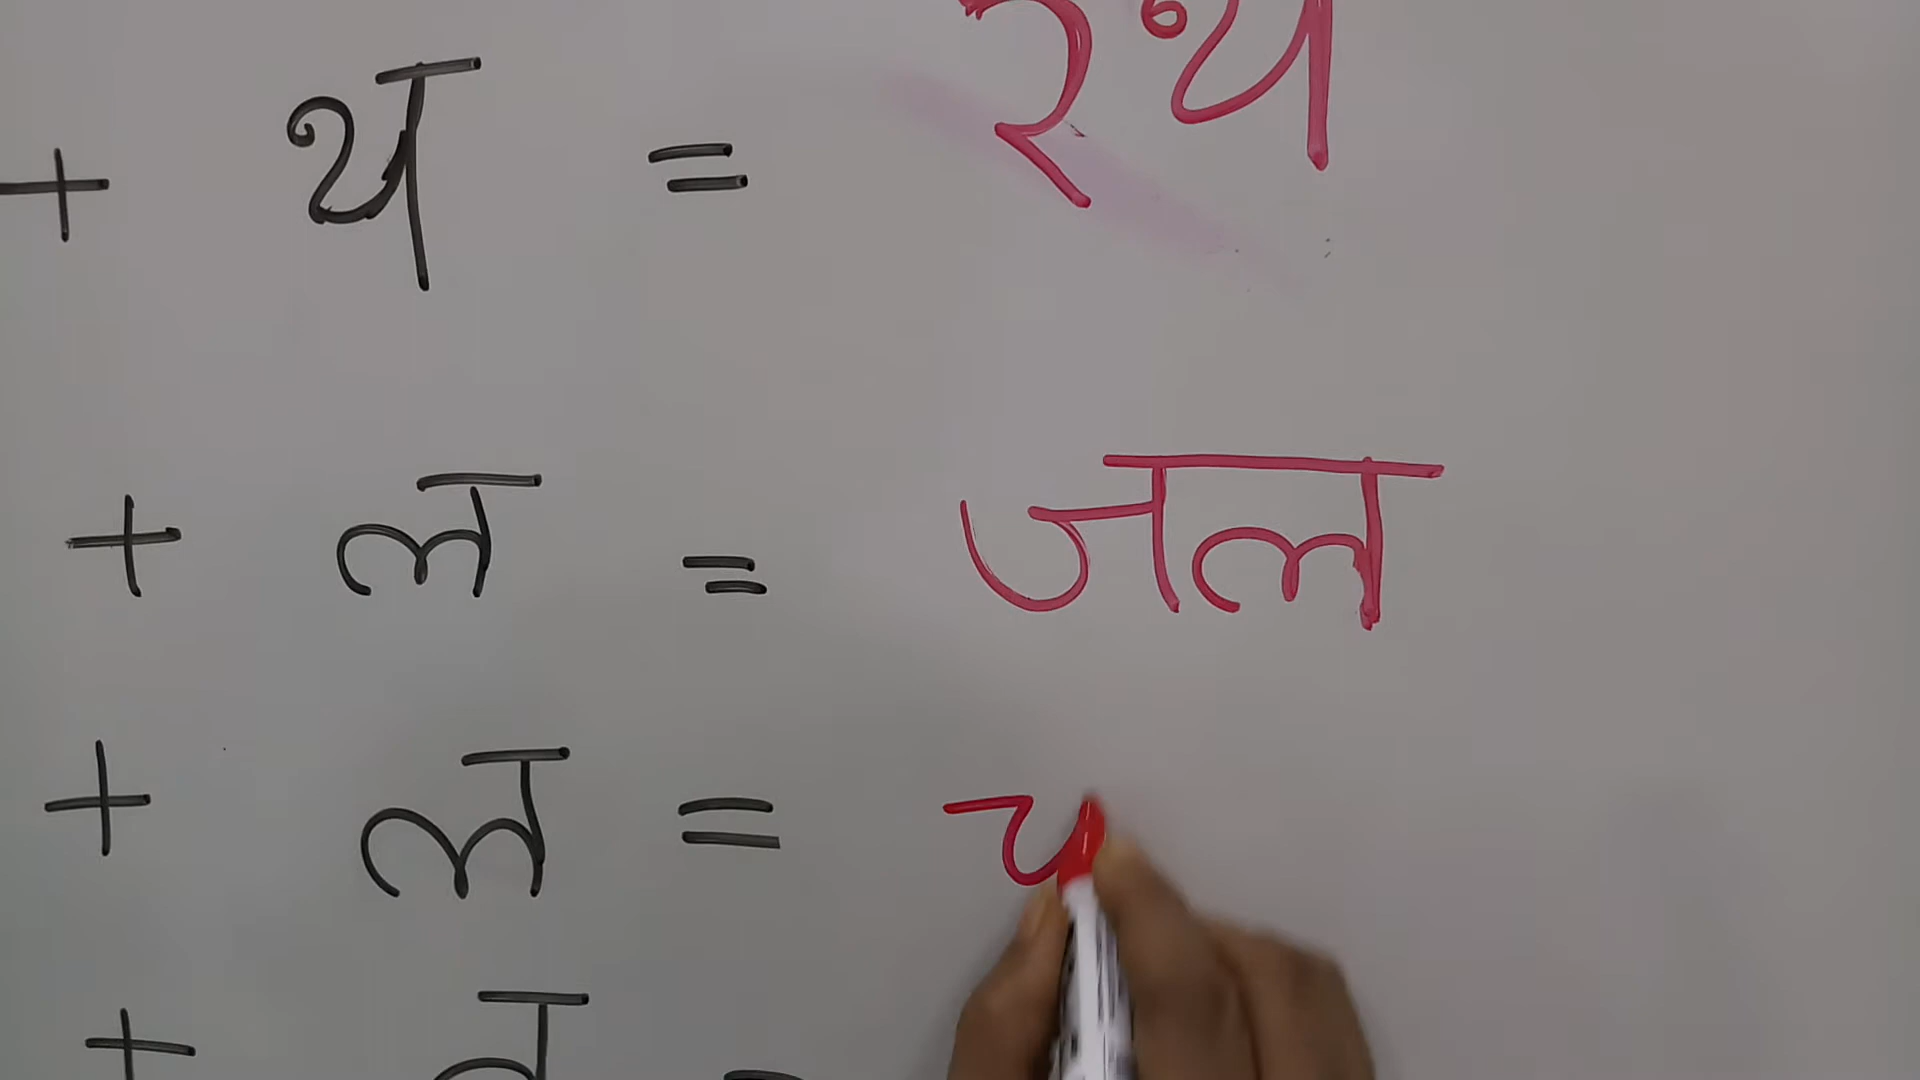 + थ = रथ
+ ल = जल
+ ल =
+ ल =